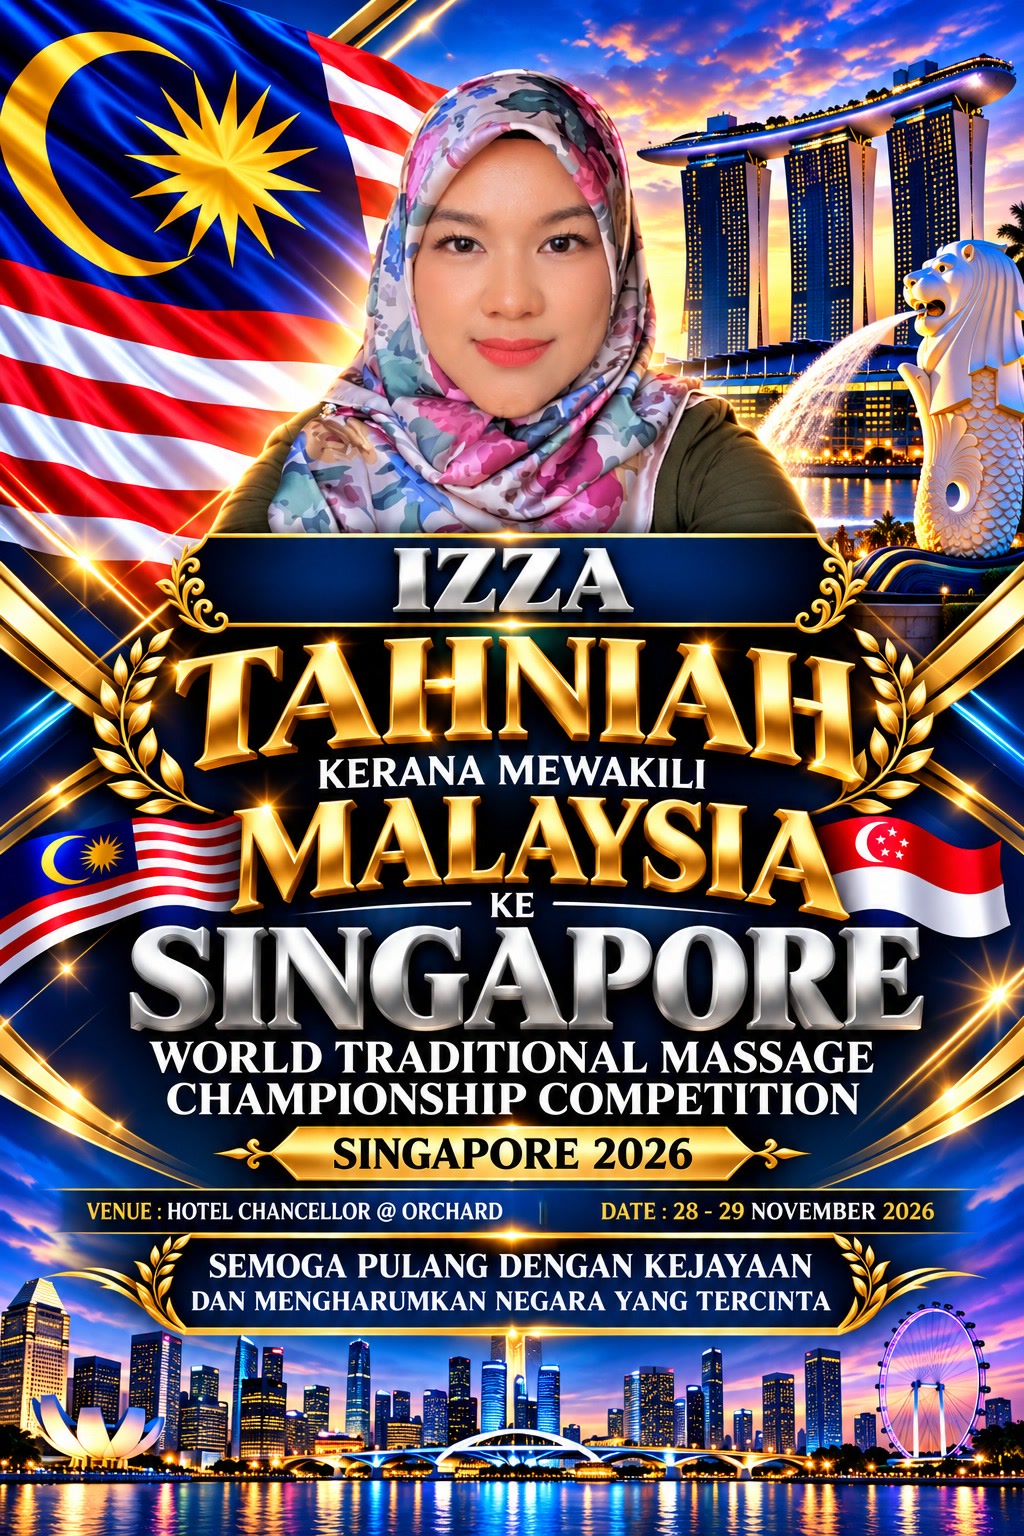 IZZA
TAHNIAH
KERANA MEWAKILI
MALAYSIA
KE
SINGAPORE
WORLD TRADITIONAL MASSAGE
CHAMPIONSHIP COMPETITION
SINGAPORE 2026
VENUE : HOTEL CHANCELLOR @ ORCHARD
DATE : 28 - 29 NOVEMBER 2026
SEMOGA PULANG DENGAN KEJAYAAN
DAN MENGHARUMKAN NEGARA YANG TERCINTA